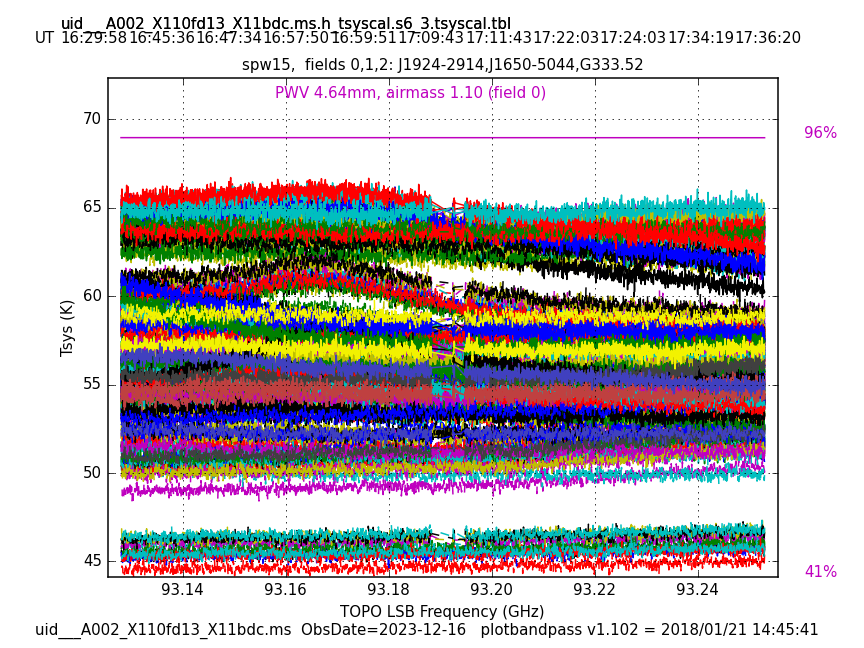 uid___A002_X110fd13_X11bdc.ms.h_tsyscal.s6_3.tsyscal.tbl
UT 16:29:58 16:45:36 16:47:34 16:57:50 16:59:51 17:09:43 17:11:43 17:22:03 17:24:03 17:34:19 17:36:20
spw15, fields 0,1,2: J1924-2914,J1650-5044,G333.52
PWV 4.64mm, airmass 1.10 (field 0)
70
96%
65
60
Tsys (K)
55
50
45
41%
93.14 93.16 93.18 93.20 93.22 93.24
TOPO LSB Frequency (GHz)
uid___A002_X110fd13_X11bdc.ms ObsDate=2023-12-16 plotbandpass v1.102 = 2018/01/21 14:45:41